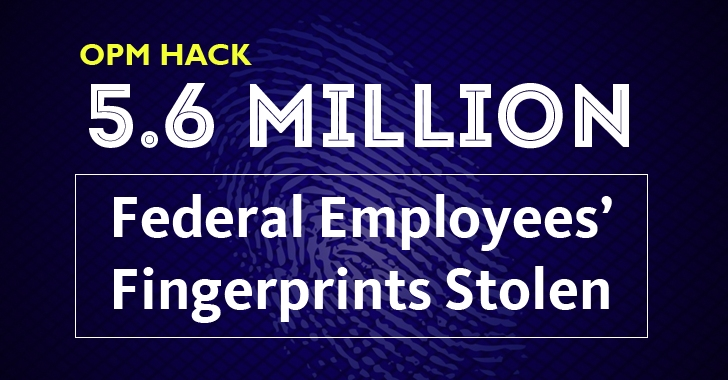 OPM HACK
5.6 MILLION
Federal Employees’
Fingerprints Stolen